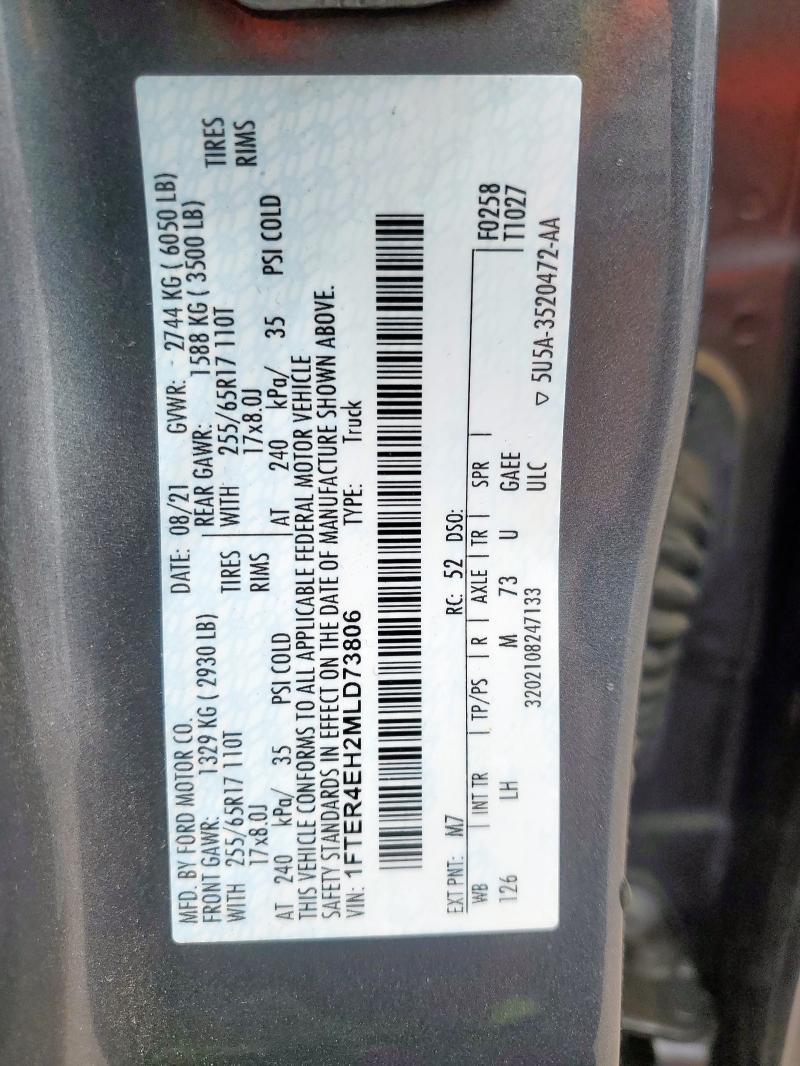 MFD. BY FORD MOTOR CO.
DATE: 08/21 GVWR: 2744 KG ( 6050 LB)
FRONT GAWR: 1329 KG ( 2930 LB) REAR GAWR: 1588 KG ( 3500 LB)
WITH 255/65R17 110T TIRES WITH 255/65R17 110T TIRES
17x8.0J RIMS 17x8.0J RIMS
AT 240 kPa/ 35 PSI COLD AT 240 kPa/ 35 PSI COLD
THIS VEHICLE CONFORMS TO ALL APPLICABLE FEDERAL MOTOR VEHICLE
SAFETY STANDARDS IN EFFECT ON THE DATE OF MANUFACTURE SHOWN ABOVE.
VIN: 1FTER4EH2MLD73806 TYPE: Truck
EXT PNT: M7 RC: 52 DSO: F0258
WB INT TR TP/PS R AXLE TR SPR T1027
126 LH M 73 U GAEE
3202108247133 ULC
▽ 5U5A-3520472-AA